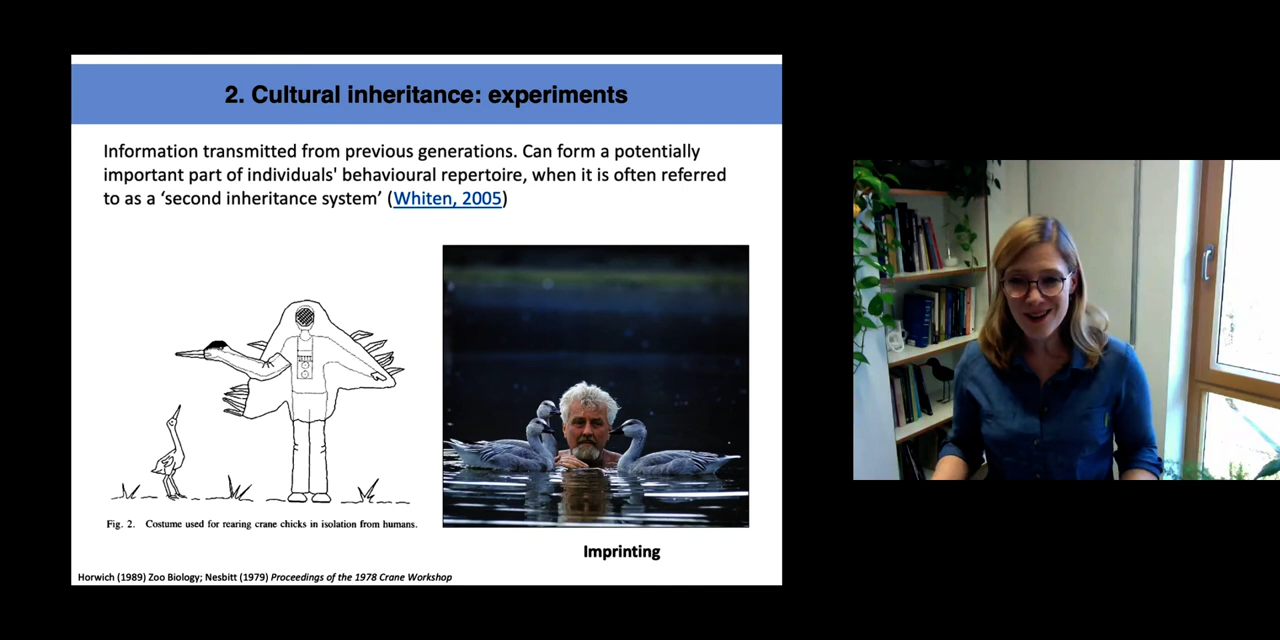 2. Cultural inheritance: experiments
Information transmitted from previous generations. Can form a potentially
important part of individuals' behavioural repertoire, when it is often referred
to as a ‘second inheritance system’ (Whiten, 2005)
Fig. 2. Costume used for rearing crane chicks in isolation from humans.
Imprinting
Horwich (1989) Zoo Biology; Nesbitt (1979) Proceedings of the 1978 Crane Workshop